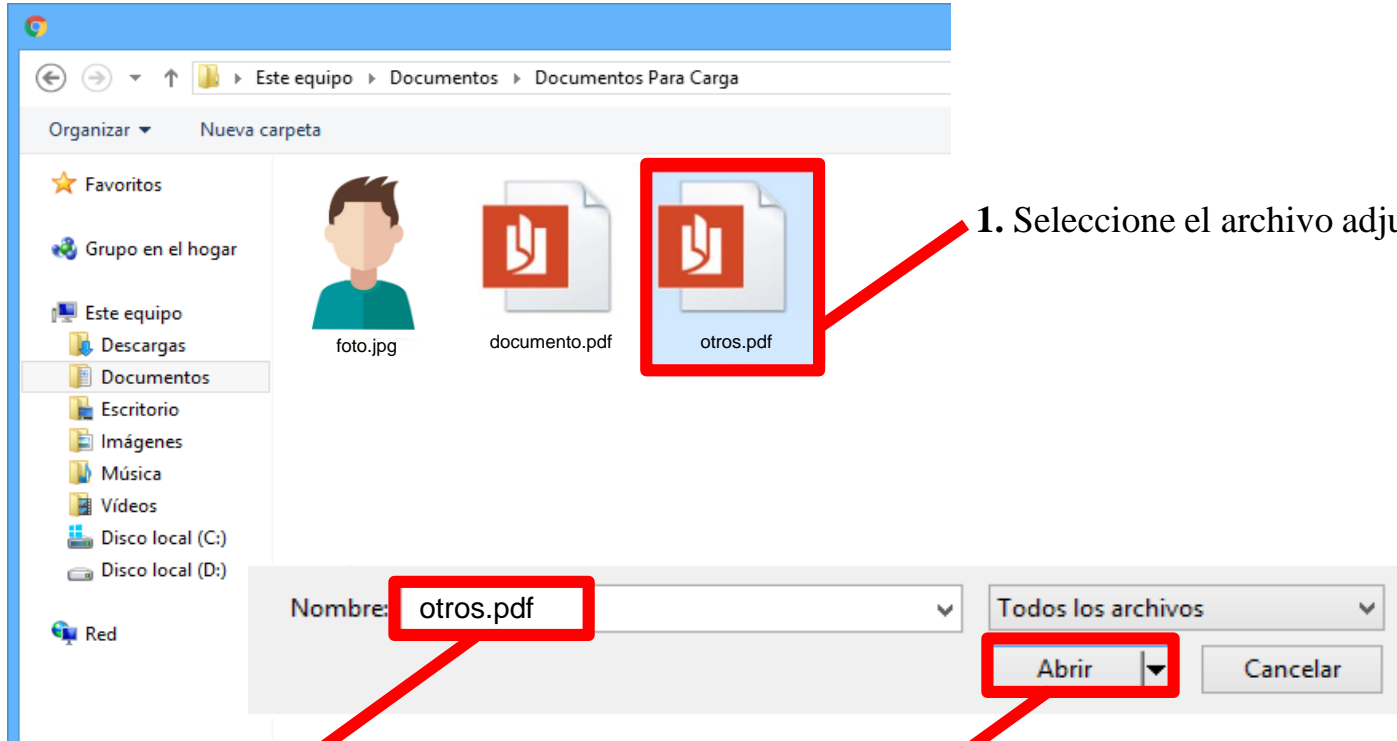 Este equipo Documentos Documentos Para Carga
Organizar Nueva carpeta
Favoritos
Grupo en el hogar
Este equipo
Descargas
Documentos
Escritorio
Imágenes
Música
Vídeos
Disco local (C:)
Disco local (D:)
Red
foto.jpg documento.pdf otros.pdf
1. Seleccione el archivo
Nombre: otros.pdf Todos los archivos
Abrir Cancelar